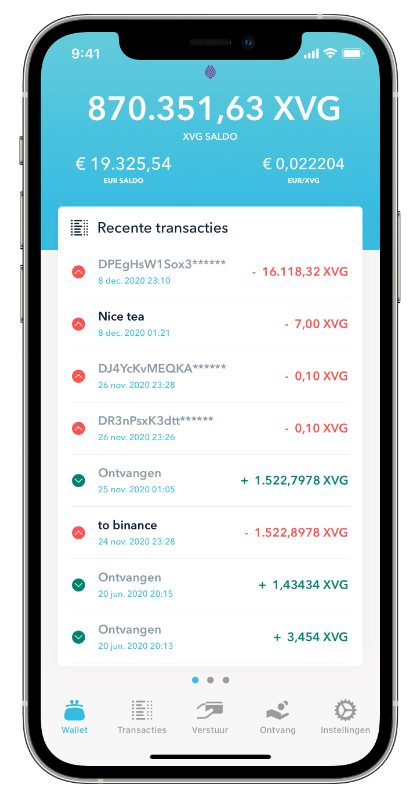 9:41
870.351,63 XVG
XVG SALDO
€ 19.325,54
EUR SALDO
€ 0,022204
EUR/XVG
Recente transacties
DPEgHsW1Sox3******
8 dec. 2020 23:10
- 16.118,32 XVG
Nice tea
8 dec. 2020 01:21
- 7,00 XVG
DJ4YcKvMEQKA******
26 nov. 2020 23:28
- 0,10 XVG
DR3nPsxK3dtt******
26 nov. 2020 23:26
- 0,10 XVG
Ontvangen
25 nov. 2020 01:05
+ 1.522,7978 XVG
to binance
24 nov. 2020 23:28
- 1.522,8978 XVG
Ontvangen
20 jun. 2020 20:15
+ 1,43434 XVG
Ontvangen
20 jun. 2020 20:13
+ 3,454 XVG
Wallet
Transacties
Verstuur
Ontvang
Instellingen